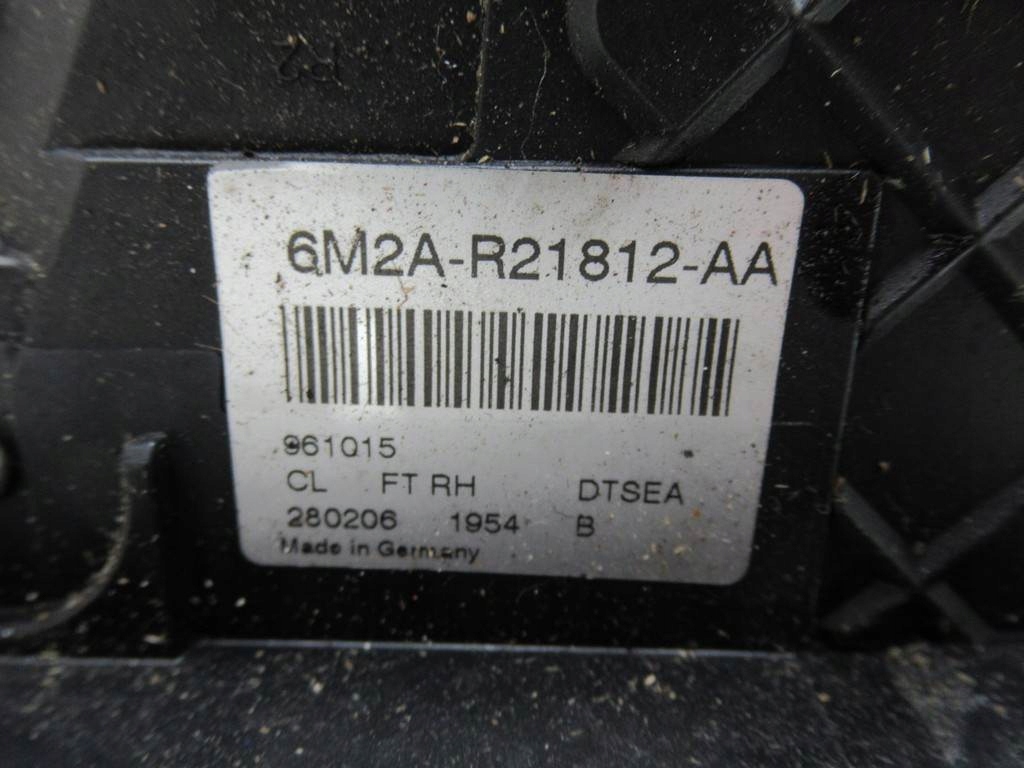 6M2A-R21812-AA
961015
CL FT RH DTSEA
280206 1954 B
Made in Germany